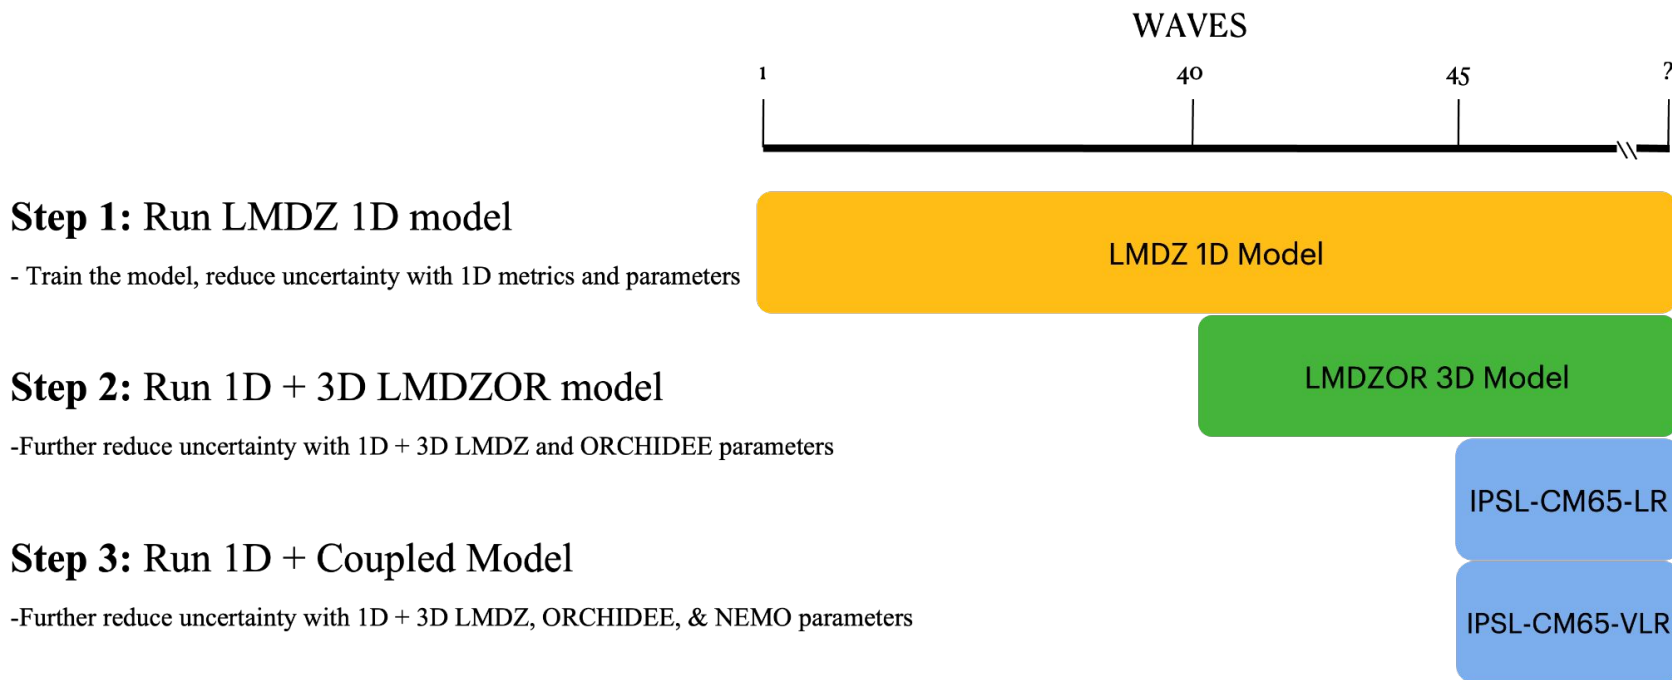 WAVES
1 40 45 ?
Step 1: Run LMDZ 1D model
- Train the model, reduce uncertainty with 1D metrics and parameters
LMDZ 1D Model
Step 2: Run 1D + 3D LMDZOR model
-Further reduce uncertainty with 1D + 3D LMDZ and ORCHIDEE parameters
LMDZOR 3D Model
Step 3: Run 1D + Coupled Model
-Further reduce uncertainty with 1D + 3D LMDZ, ORCHIDEE, & NEMO parameters
IPSL-CM65-LR
IPSL-CM65-VLR